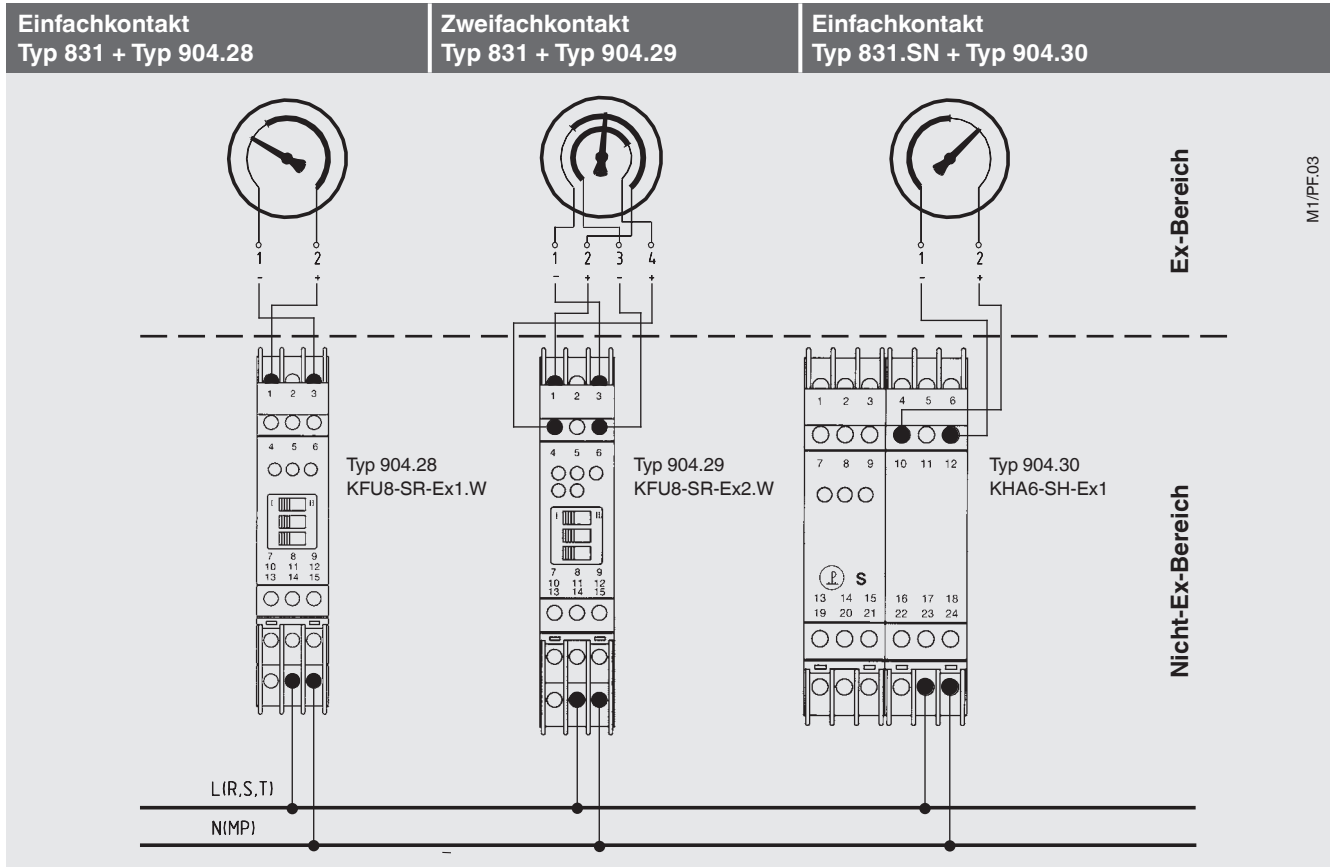 Einfachkontakt
Typ 831 + Typ 904.28
Zweifachkontakt
Typ 831 + Typ 904.29
Einfachkontakt
Typ 831.SN + Typ 904.30
M1/PF.03
Ex-Bereich
1 2
- +
1 2 3 4
- + - +
1 2
- +
1 2 3
4 5 6
I II
7 8 9
10 11 12
13 14 15
Typ 904.28
KFU8-SR-Ex1.W
1 2 3
4 5 6
I II
7 8 9
10 11 12
13 14 15
Typ 904.29
KFU8-SR-Ex2.W
1 2 3 4 5 6
7 8 9 10 11 12
S
13 14 15 16 17 18
19 20 21 22 23 24
Typ 904.30
KHA6-SH-Ex1
Nicht-Ex-Bereich
L(R,S,T)
N(MP)